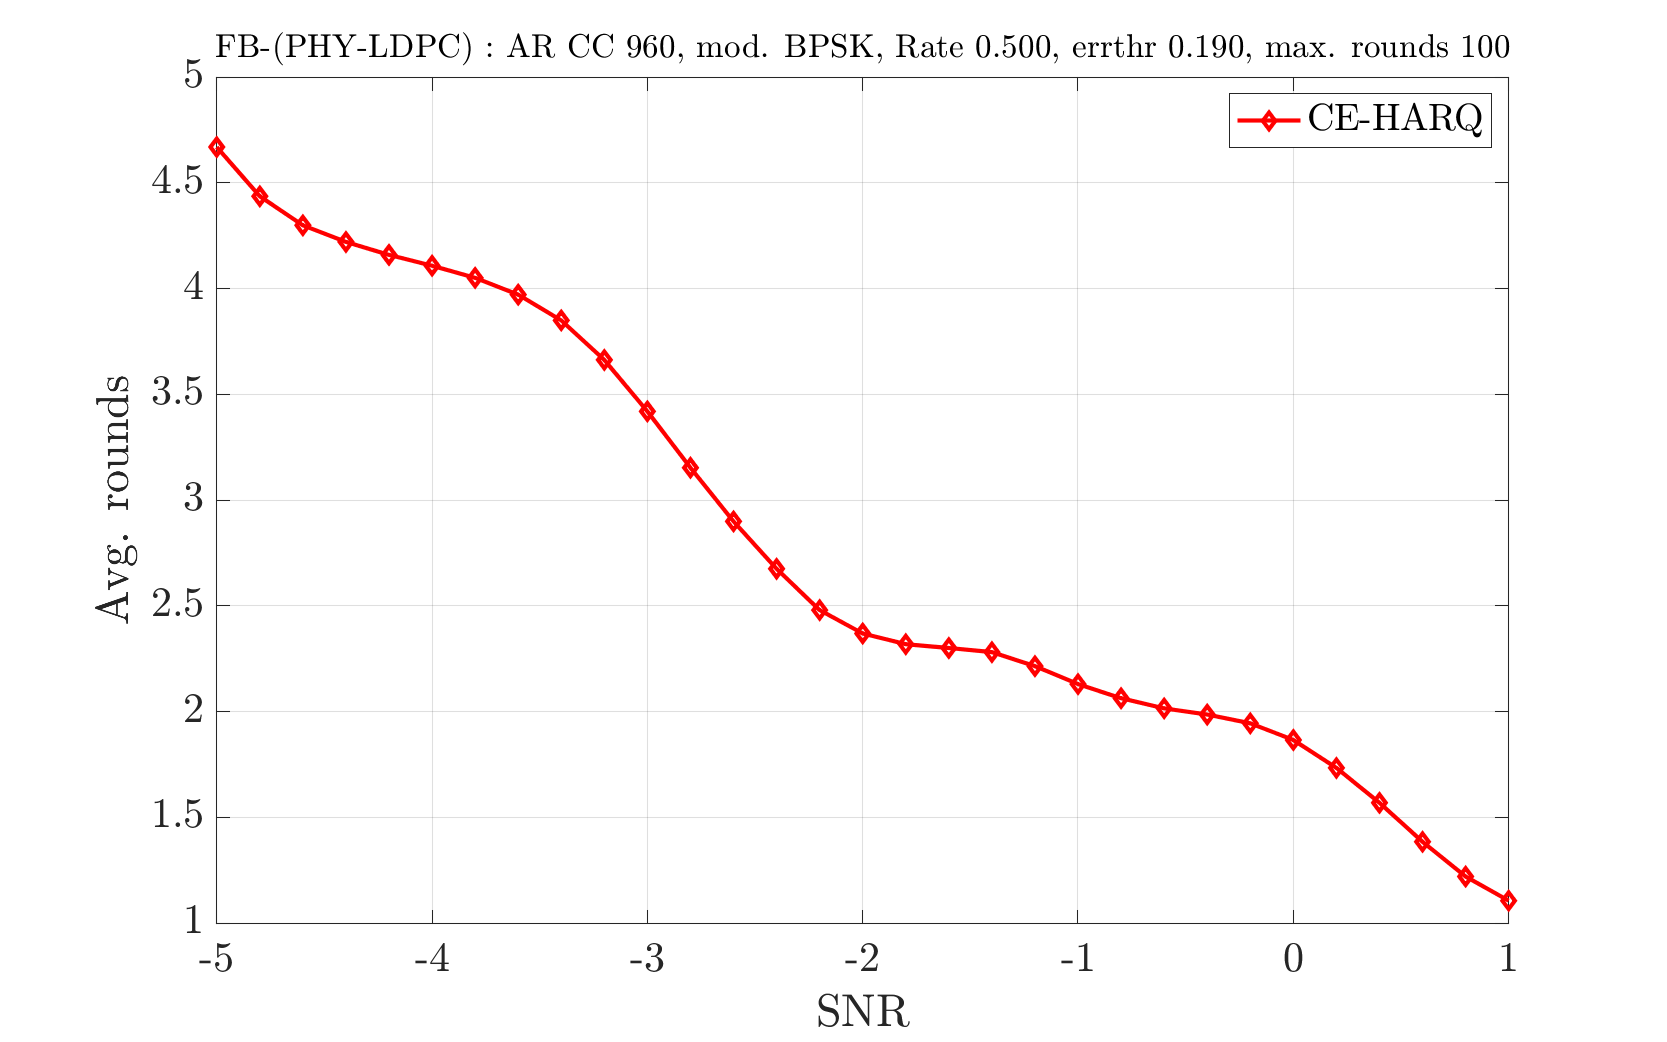 FB-(PHY-LDPC) : AR CC 960, mod. BPSK, Rate 0.500, errthr 0.190, max. rounds 100
CE-HARQ
5
4.5
4
3.5
3
2.5
2
1.5
1
Avg. rounds
-5 -4 -3 -2 -1 0 1
SNR